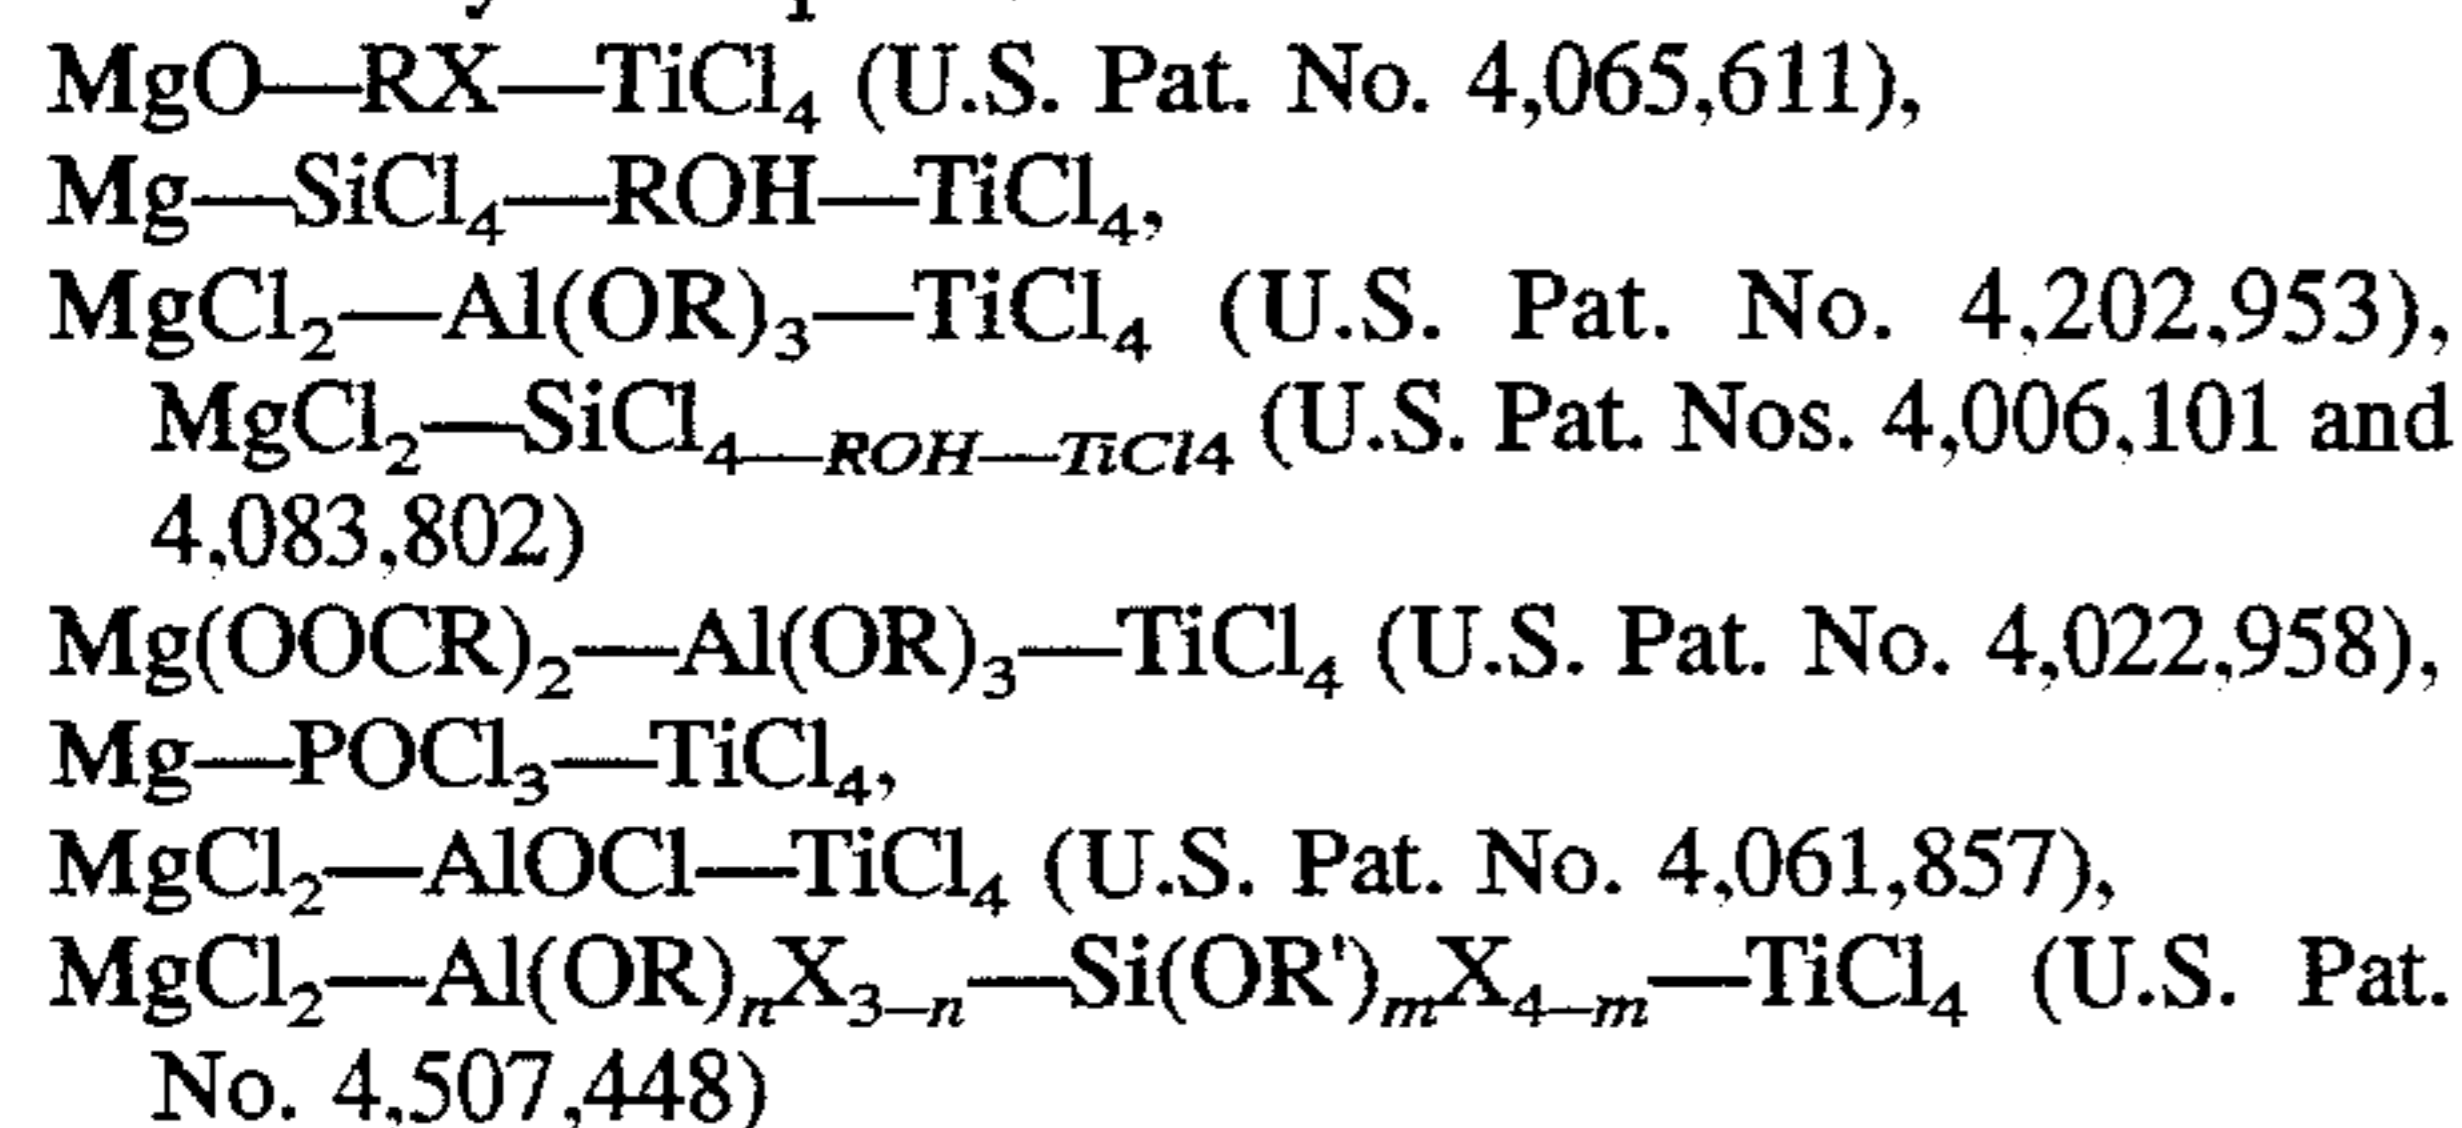 MgO—RX—TiCl₄ (U.S. Pat. No. 4,065,611),
Mg—SiCl₄—ROH—TiCl₄,
MgCl₂—Al(OR)₃—TiCl₄ (U.S. Pat. No. 4,202,953),
MgCl₂—SiCl₄—ROH—TiCl4 (U.S. Pat. Nos. 4,006,101 and
4,083,802)
Mg(OOCR)₂—Al(OR)₃—TiCl₄ (U.S. Pat. No. 4,022,958),
Mg—POCl₃—TiCl₄,
MgCl₂—AlOCl—TiCl₄ (U.S. Pat. No. 4,061,857),
MgCl₂—Al(OR)ₙX₃₋ₙ—Si(OR')ₘX₄₋ₘ—TiCl₄ (U.S. Pat.
No. 4,507,448)